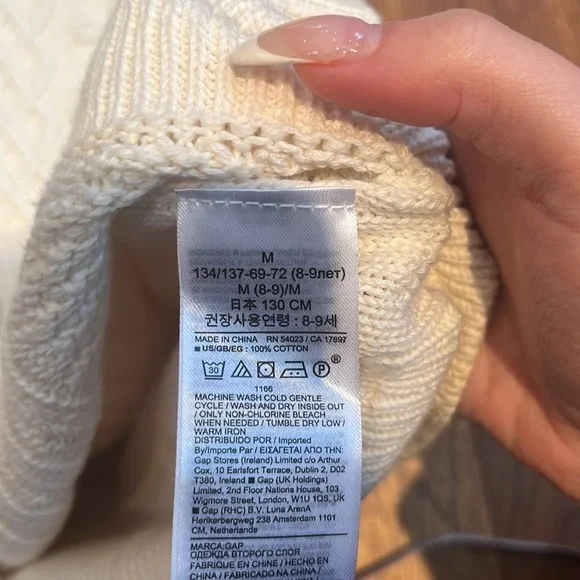 M
134/137-69-72 (8-9лет)
M (8-9)/M
日本 130 CM
권장사용연령 : 8-9세
MADE IN CHINA RN 54023 / CA 17897
■ US/GB/EG : 100% COTTON
30 P ®
1166
MACHINE WASH COLD GENTLE
CYCLE / WASH AND DRY INSIDE OUT
/ ONLY NON-CHLORINE BLEACH
WHEN NEEDED / TUMBLE DRY LOW /
WARM IRON
DISTRIBUIDO POR / Imported
By/Importe Par / ΕΙΣΑΓΕΤΑΙ ΑΠΟ ΤΗΝ:
Gap Stores (Ireland) Limited c/o Arthur
Cox, 10 Earlsfort Terrace, Dublin 2, D02
T380, Ireland ■ Gap (UK Holdings)
Limited, 2nd Floor Nations House, 103
Wigmore Street, London, W1U 1QS, UK
■ Gap (RHC) B.V. Luna ArenA
Herikerbergweg 238 Amsterdam 1101
CM, Netherlands
МАРСА:GAP
ОДЕЖДА ВТОРОГО СЛОЯ
FABRIQUÉ EN CHINE / HECHO EN
CHINA / FABRICADO NA CHINA /